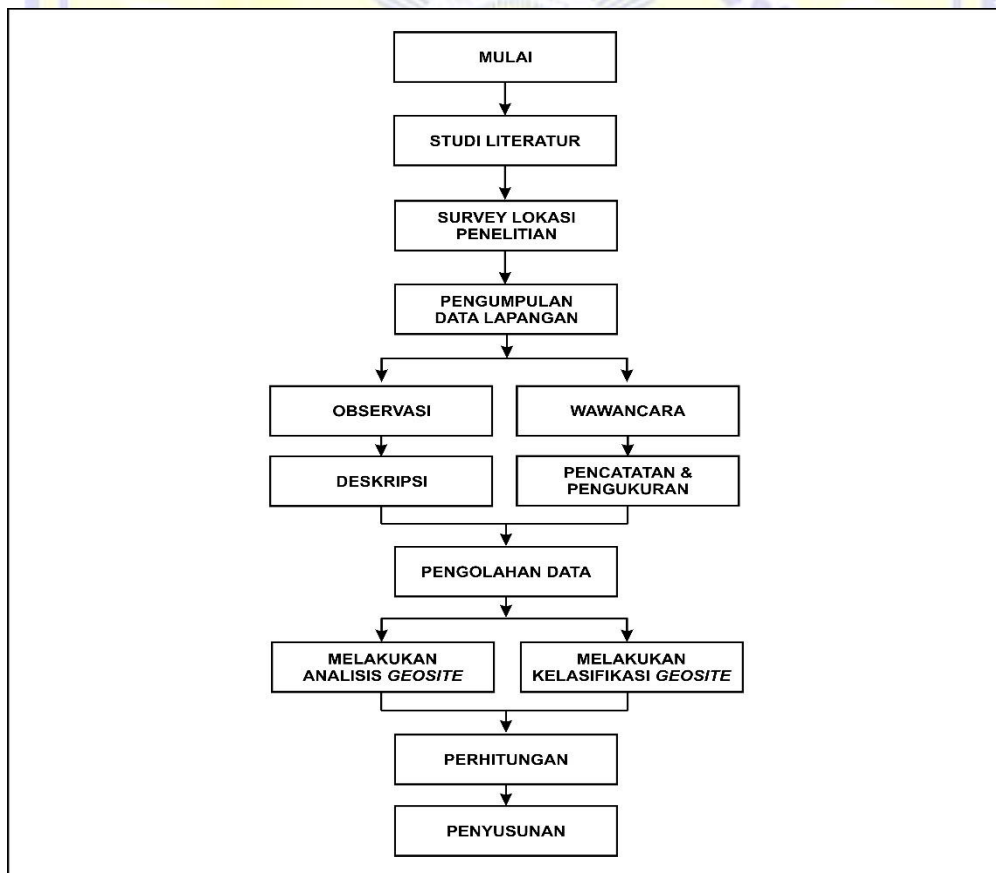 MULAI
STUDI LITERATUR
SURVEY LOKASI
PENELITIAN
PENGUMPULAN
DATA LAPANGAN
OBSERVASI
WAWANCARA
DESKRIPSI
PENCATATAN &
PENGUKURAN
PENGOLAHAN DATA
MELAKUKAN
ANALISIS GEOSITE
MELAKUKAN
KELASIFIKASI GEOSITE
PERHITUNGAN
PENYUSUNAN